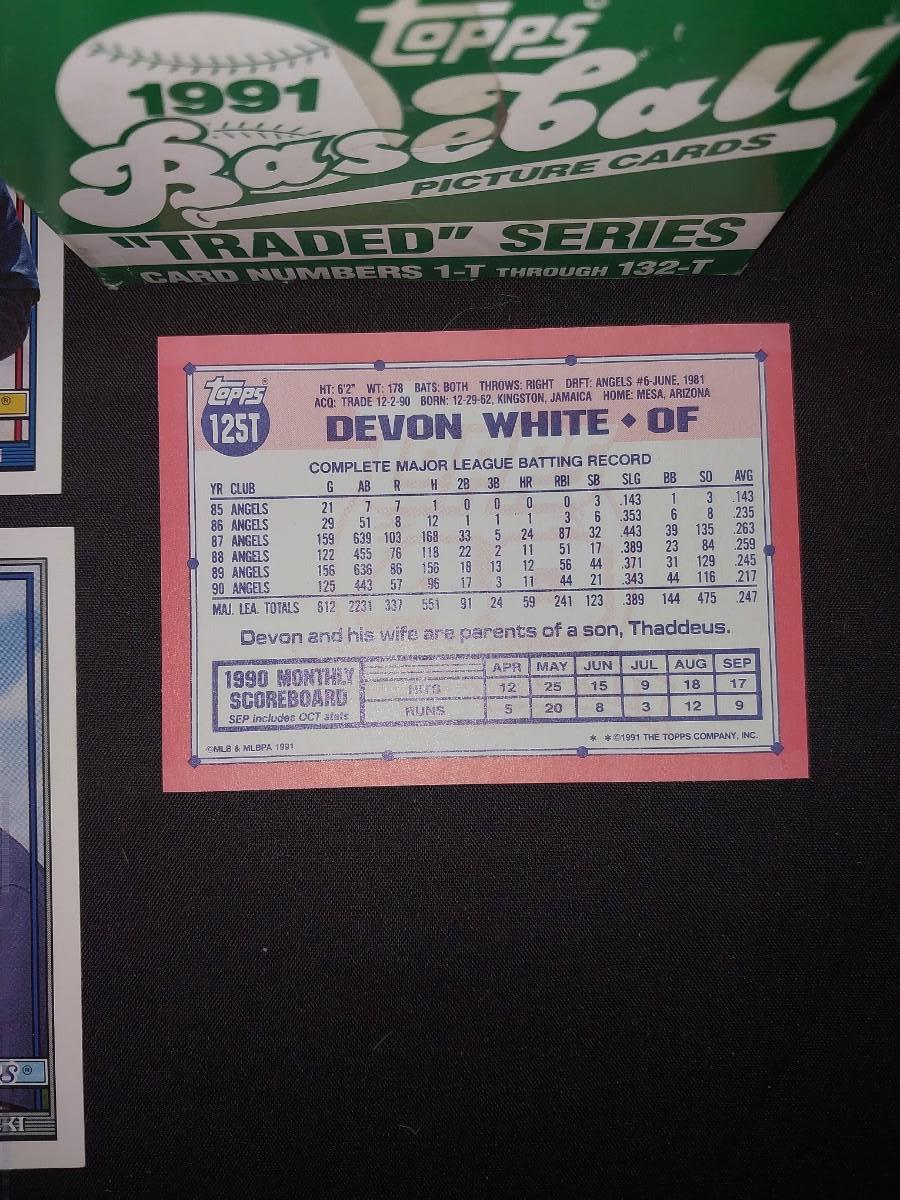 topps®
1991
Baseball
PICTURE CARDS
"TRADED" SERIES
CARD NUMBERS 1-T THROUGH 132-T
®
topps®
125T
HT: 6'2" WT: 178 BATS: BOTH THROWS: RIGHT DRFT: ANGELS #6-JUNE, 1981
ACQ: TRADE 12-2-90 BORN: 12-29-62, KINGSTON, JAMAICA HOME: MESA, ARIZONA
DEVON WHITE ◆ OF
COMPLETE MAJOR LEAGUE BATTING RECORD
YR CLUB G AB R H 2B 3B HR RBI SB SLG BB SO AVG
85 ANGELS 21 7 7 1 0 0 0 0 3 .143 1 3 .143
86 ANGELS 29 51 8 12 1 1 1 3 6 .353 6 8 .235
87 ANGELS 159 639 103 168 33 5 24 87 32 .443 39 135 .263
88 ANGELS 122 455 76 118 22 2 11 51 17 .389 23 84 .259
89 ANGELS 156 636 86 156 18 13 12 56 44 .371 31 129 .245
90 ANGELS 125 443 57 96 17 3 11 44 21 .343 44 116 .217
MAJ. LEA. TOTALS 612 2231 337 551 91 24 59 241 123 .389 144 475 .247
Devon and his wife are parents of a son, Thaddeus.
1990 MONTHLY
SCOREBOARD
SEP includes OCT stats
APR MAY JUN JUL AUG SEP
HITS 12 25 15 9 18 17
RUNS 5 20 8 3 12 9
©MLB & MLBPA 1991
* * ©1991 THE TOPPS COMPANY, INC.
S®
KI